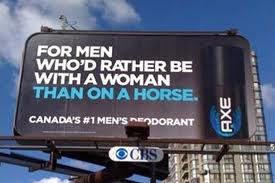 FOR MEN
WHO'D RATHER BE
WITH A WOMAN
THAN ON A HORSE.
CANADA'S #1 MEN'S DEODORANT
AXE
CBS